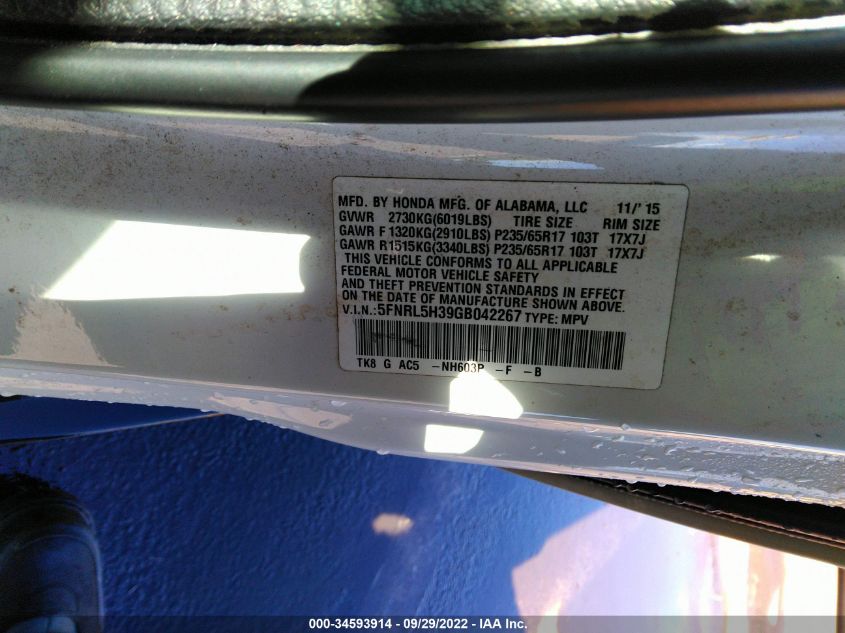 MFD. BY HONDA MFG. OF ALABAMA, LLC 11/'15
GVWR 2730KG(6019LBS) TIRE SIZE RIM SIZE
GAWR F 1320KG(2910LBS) P235/65R17 103T 17X7J
GAWR R1515KG(3340LBS) P235/65R17 103T 17X7J
THIS VEHICLE CONFORMS TO ALL APPLICABLE
FEDERAL MOTOR VEHICLE SAFETY
AND THEFT PREVENTION STANDARDS IN EFFECT
ON THE DATE OF MANUFACTURE SHOWN ABOVE.
V.I.N.:5FNRL5H39GB042267 TYPE: MPV
TK8 G AC5 -NH603P -F -B
000-34593914 - 09/29/2022 - IAA Inc.